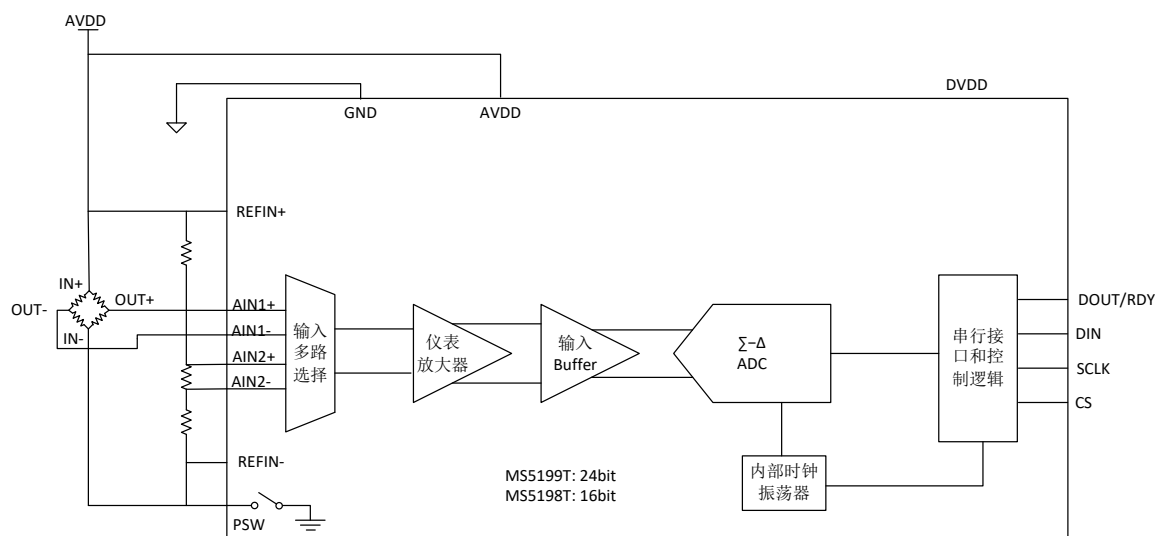 AVDD
GND
AVDD
DVDD
REFIN+
IN+
OUT+
OUT-
IN-
AIN1+
AIN1-
AIN2+
AIN2-
输入
多路
选择
仪表
放大器
输入
Buffer
∑-Δ
ADC
串行接
口和控
制逻辑
DOUT/RDY
DIN
SCLK
CS
REFIN-
MS5199T: 24bit
MS5198T: 16bit
内部时钟
振荡器
PSW